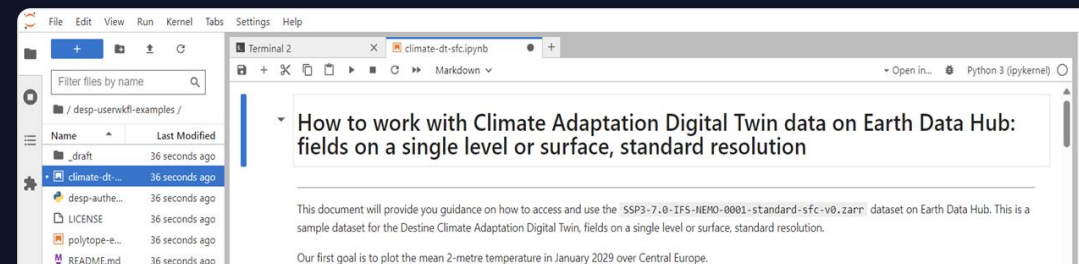 File Edit View Run Kernel Tabs Settings Help
Terminal 2 X climate-dt-sfc.ipynb +
Markdown Open in... Python 3 (ipykernel)
Filter files by name
/ desp-userwkfl-examples /
Name Last Modified
_draft 36 seconds ago
climate-dt-... 36 seconds ago
desp-authe... 36 seconds ago
LICENSE 36 seconds ago
polytope-e... 36 seconds ago
README.md 36 seconds ago
How to work with Climate Adaptation Digital Twin data on Earth Data Hub:
fields on a single level or surface, standard resolution
This document will provide you guidance on how to access and use the SSP3-7.0-IFS-NEMO-0001-standard-sfc-v0.zarr dataset on Earth Data Hub. This is a
sample dataset for the Destine Climate Adaptation Digital Twin, fields on a single level or surface, standard resolution.
Our first goal is to plot the mean 2-metre temperature in January 2029 over Central Europe.